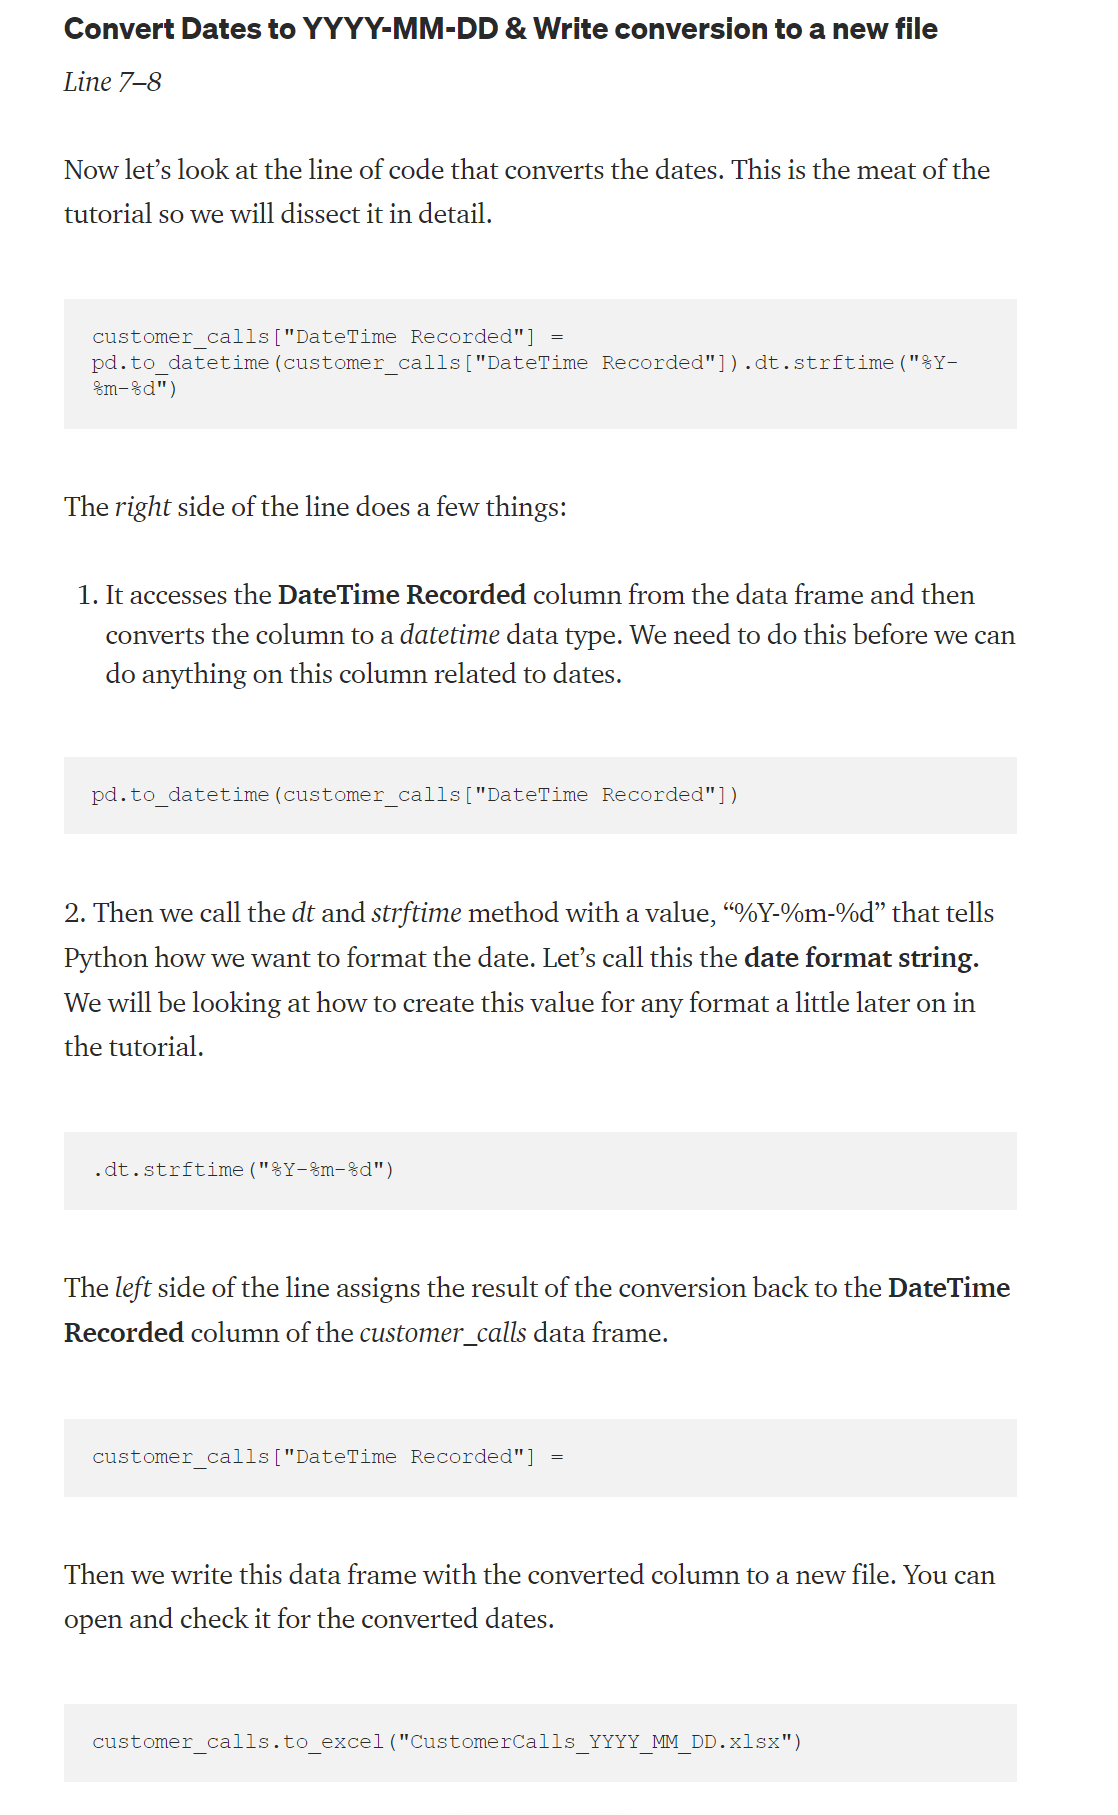 Convert Dates to YYYY-MM-DD & Write conversion to a new file
Line 7–8
Now let’s look at the line of code that converts the dates. This is the meat of the
tutorial so we will dissect it in detail.
customer_calls["DateTime Recorded"] =
pd.to_datetime(customer_calls["DateTime Recorded"]).dt.strftime("%Y-
%m-%d")
The right side of the line does a few things:
1. It accesses the DateTime Recorded column from the data frame and then
converts the column to a datetime data type. We need to do this before we can
do anything on this column related to dates.
pd.to_datetime(customer_calls["DateTime Recorded"])
2. Then we call the dt and strftime method with a value, “%Y-%m-%d” that tells
Python how we want to format the date. Let’s call this the date format string.
We will be looking at how to create this value for any format a little later on in
the tutorial.
.dt.strftime("%Y-%m-%d")
The left side of the line assigns the result of the conversion back to the DateTime
Recorded column of the customer_calls data frame.
customer_calls["DateTime Recorded"] =
Then we write this data frame with the converted column to a new file. You can
open and check it for the converted dates.
customer_calls.to_excel("CustomerCalls_YYYY_MM_DD.xlsx")